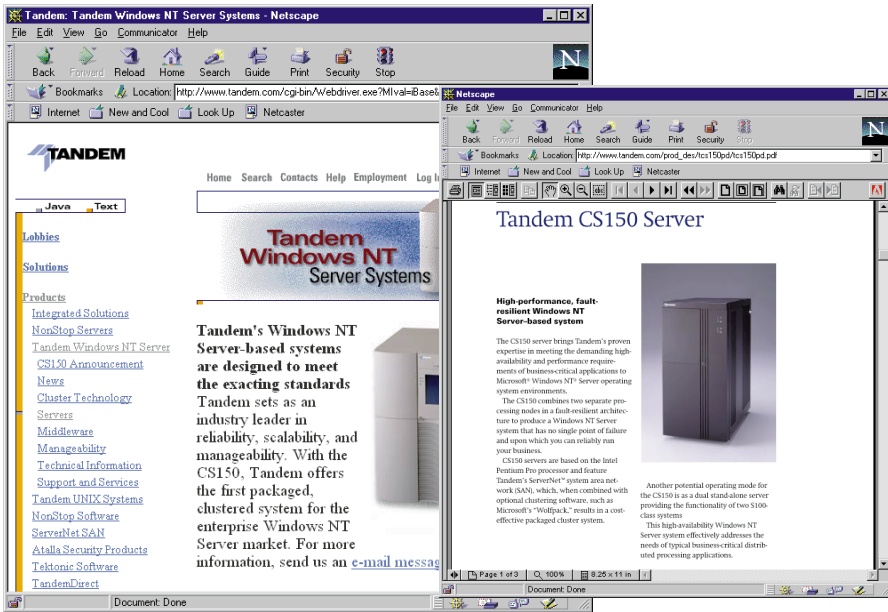 Tandem: Tandem Windows NT Server Systems - Netscape
File Edit View Go Communicator Help
Back Forward Reload Home Search Guide Print Security Stop
N
Bookmarks Location: http://www.tandem.com/cgi-bin/Webdriver.exe?MIval=iBase&
Internet New and Cool Look Up Netcaster
TANDEM
Home Search Contacts Help Employment Log I
Java Text
Lobbies
Solutions
Products
Integrated Solutions
NonStop Servers
Tandem Windows NT Server
CS150 Announcement
News
Cluster Technology
Servers
Middleware
Manageability
Technical Information
Support and Services
Tandem UNIX Systems
NonStop Software
ServerNet SAN
Atalla Security Products
Tektonic Software
TandemDirect
Tandem
Windows NT
Server Systems
Tandem's Windows NT
Server-based systems
are designed to meet
the exacting standards
Tandem sets as an
industry leader in
reliability, scalability, and
manageability. With the
CS150, Tandem offers
the first packaged,
clustered system for the
enterprise Windows NT
Server market. For more
information, send us an e-mail messag
Document: Done
Netscape
File Edit View Go Communicator Help
Back Forward Reload Home Search Guide Print Security Stop
N
Bookmarks Location: http://www.tandem.com/prod_des/tcs150pd/tcs150pd.pdf
Internet New and Cool Look Up Netcaster
Tandem CS150 Server
High-performance, fault-
resilient Windows NT
Server–based system
The CS150 server brings Tandem's proven
expertise in meeting the demanding high-
availability and performance require-
ments of business-critical applications to
Microsoft® Windows NT® Server operating
system environments.
The CS150 combines two separate pro-
cessing nodes in a fault-resilient architec-
ture to produce a Windows NT Server
system that has no single point of failure
and upon which you can reliably run
your business.
CS150 servers are based on the Intel
Pentium Pro processor and feature
Tandem's ServerNet™ system area net-
work (SAN), which, when combined with
optional clustering software, such as
Microsoft's "Wolfpack," results in a cost-
effective packaged cluster system.
Another potential operating mode for
the CS150 is as a dual stand-alone server
providing the functionality of two S100-
class systems
This high-availability Windows NT
Server system effectively addresses the
needs of typical business-critical distrib-
uted processing applications.
Page 1 of 3 100% 8.25 x 11 in
Document: Done